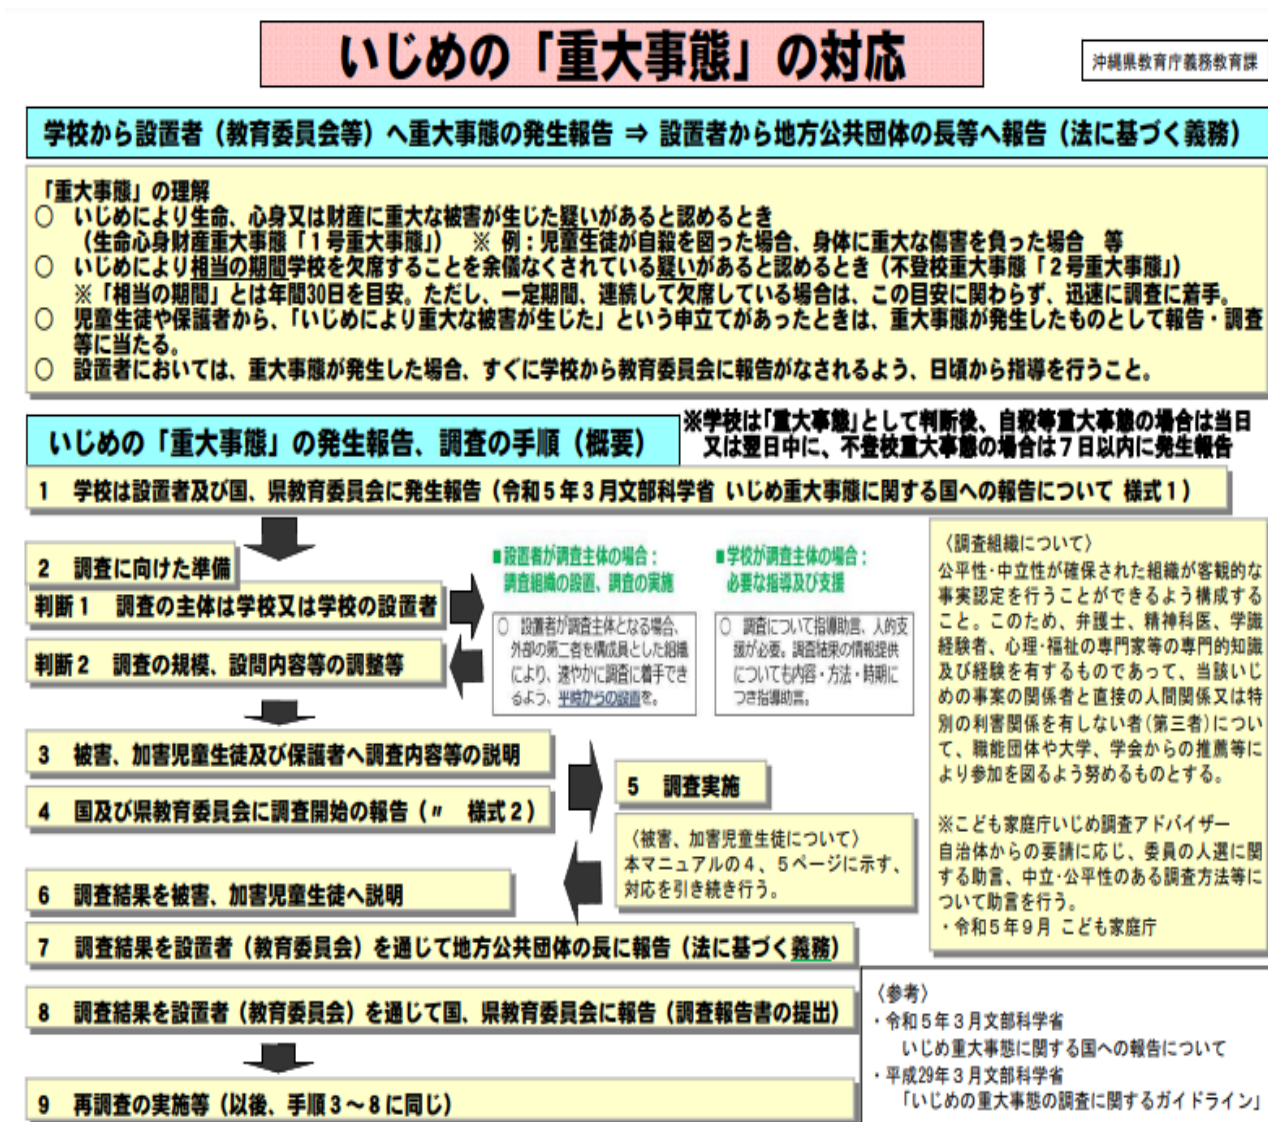 いじめの「重大事態」の対応
沖縄県教育庁義務教育課
学校から設置者（教育委員会等）へ重大事態の発生報告 ⇒ 設置者から地方公共団体の長等へ報告（法に基づく義務）
「重大事態」の理解
○ いじめにより生命、心身又は財産に重大な被害が生じた疑いがあると認めるとき
（生命心身財産重大事態「１号重大事態」） ※ 例：児童生徒が自殺を図った場合、身体に重大な傷害を負った場合 等
○ いじめにより相当の期間学校を欠席することを余儀なくされている疑いがあると認めるとき（不登校重大事態「２号重大事態」）
※「相当の期間」とは年間30日を目安。ただし、一定期間、連続して欠席している場合は、この目安に関わらず、迅速に調査に着手。
○ 児童生徒や保護者から、「いじめにより重大な被害が生じた」という申立てがあったときは、重大事態が発生したものとして報告・調査
等に当たる。
○ 設置者においては、重大事態が発生した場合、すぐに学校から教育委員会に報告がなされるよう、日頃から指導を行うこと。
いじめの「重大事態」の発生報告、調査の手順（概要）
※学校は「重大事態」として判断後、自殺等重大事態の場合は当日
又は翌日中に、不登校重大事態の場合は７日以内に発生報告
１ 学校は設置者及び国、県教育委員会に発生報告（令和５年３月文部科学省 いじめ重大事態に関する国への報告について 様式１）
２ 調査に向けた準備
判断１ 調査の主体は学校又は学校の設置者
判断２ 調査の規模、設問内容等の調整等
■設置者が調査主体の場合：
調査組織の設置、調査の実施
○ 設置者が調査主体となる場合、
外部の第三者を構成員とした組織
により、速やかに調査に着手でき
るよう、平時からの設置を。
■学校が調査主体の場合：
必要な指導及び支援
○ 調査について指導助言、人的支
援が必要。調査結果の情報提供
についても内容・方法・時期に
つき指導助言。
３ 被害、加害児童生徒及び保護者へ調査内容等の説明
４ 国及び県教育委員会に調査開始の報告（〃 様式２）
５ 調査実施
〈被害、加害児童生徒について〉
本マニュアルの４、５ページに示す、
対応を引き続き行う。
６ 調査結果を被害、加害児童生徒へ説明
７ 調査結果を設置者（教育委員会）を通じて地方公共団体の長に報告（法に基づく義務）
８ 調査結果を設置者（教育委員会）を通じて国、県教育委員会に報告（調査報告書の提出）
９ 再調査の実施等（以後、手順３～８に同じ）
〈調査組織について〉
公平性・中立性が確保された組織が客観的な
事実認定を行うことができるよう構成する
こと。このため、弁護士、精神科医、学識
経験者、心理・福祉の専門家等の専門的知識
及び経験を有するものであって、当該いじ
めの事案の関係者と直接の人間関係又は特
別の利害関係を有しない者（第三者）につい
て、職能団体や大学、学会からの推薦等に
より参加を図るよう努めるものとする。
※こども家庭庁いじめ調査アドバイザー
自治体からの要請に応じ、委員の人選に関
する助言、中立・公平性のある調査方法等に
ついて助言を行う。
・令和５年９月 こども家庭庁
〈参考〉
・令和５年３月文部科学省
いじめ重大事態に関する国への報告について
・平成29年３月文部科学省
「いじめの重大事態の調査に関するガイドライン」